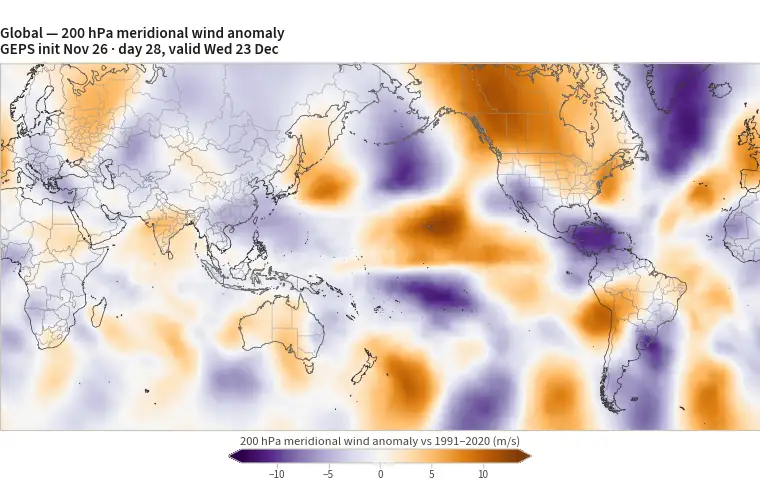 Global — 200 hPa meridional wind anomaly
GEPS init Nov 26 · day 28, valid Wed 23 Dec
200 hPa meridional wind anomaly vs 1991–2020 (m/s)
−10 −5 0 5 10